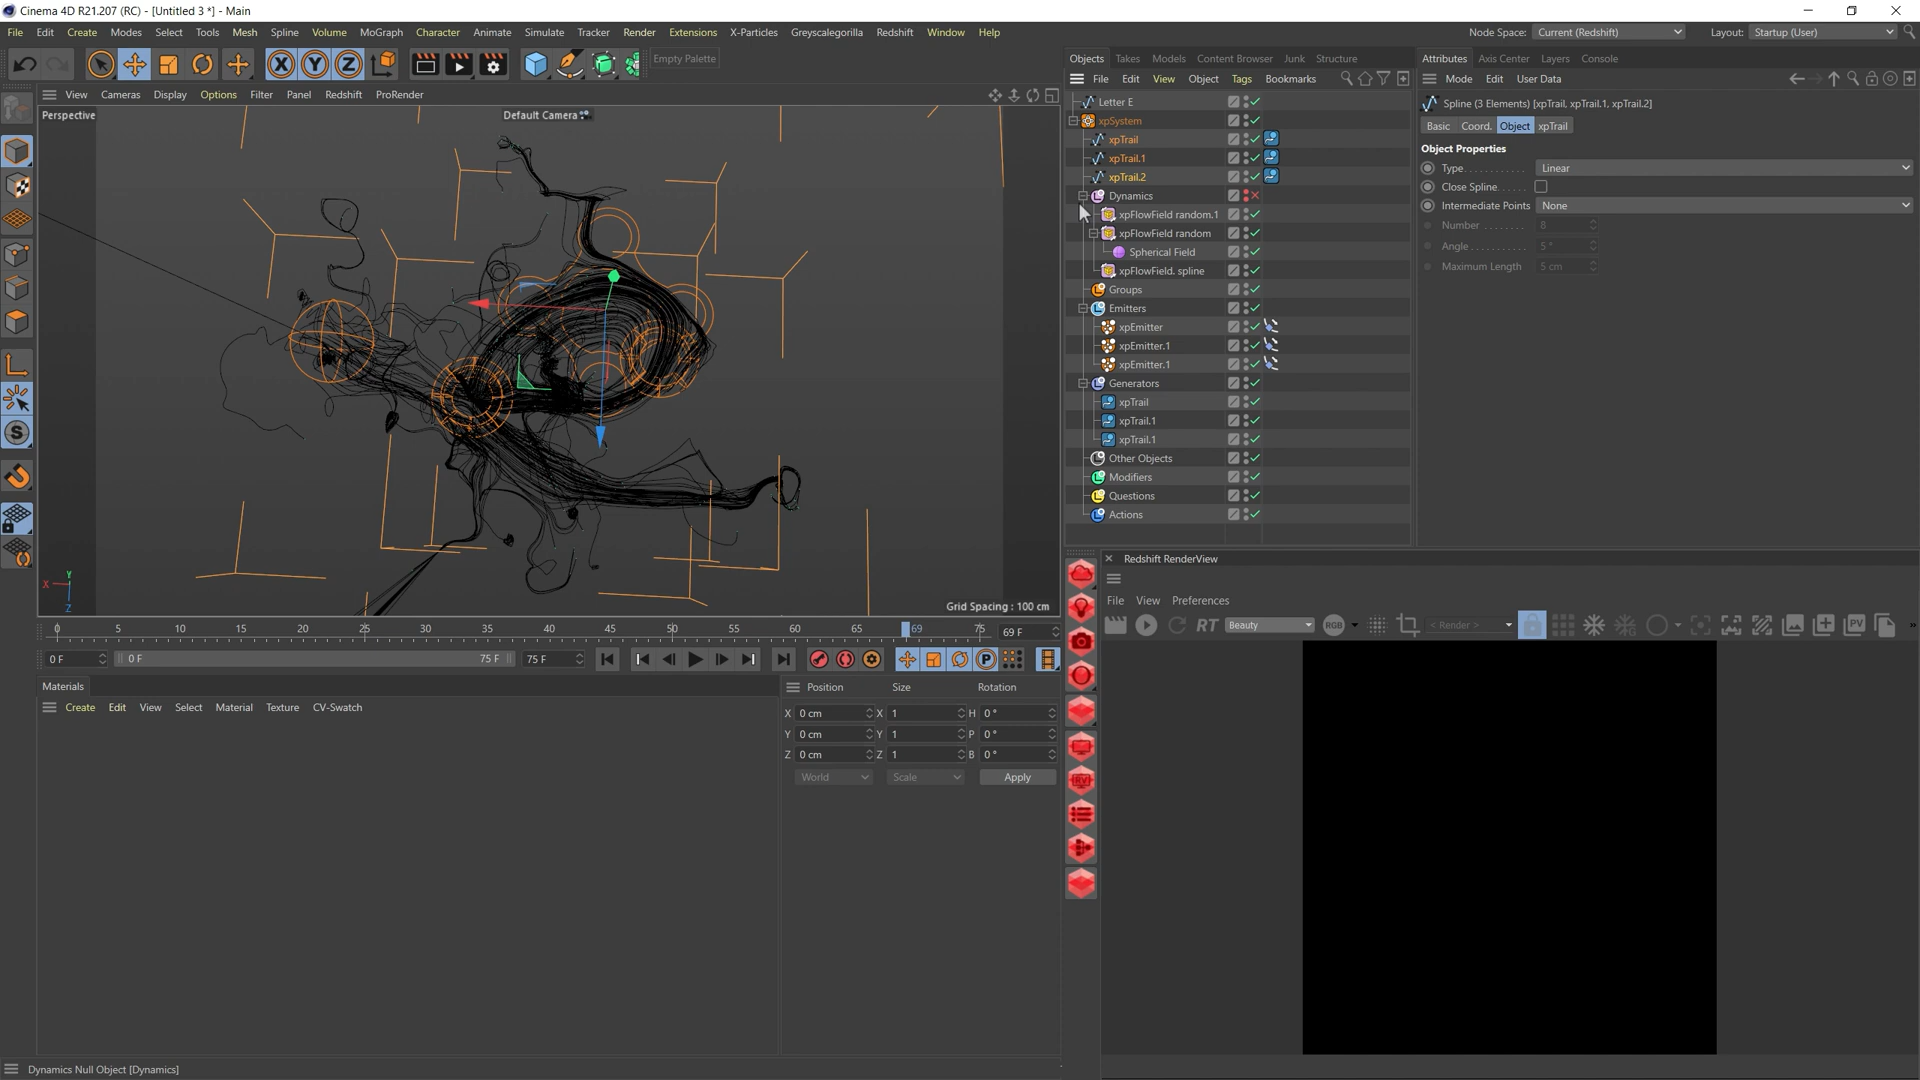 Cinema 4D R21.207 (RC) - [Untitled 3 *] - Main
File Edit Create Modes Select Tools Mesh Spline Volume MoGraph Character Animate Simulate Tracker Render Extensions X-Particles Greyscalegorilla Redshift Window Help
Node Space: Current (Redshift) Layout: Startup (User)
X Y Z Empty Palette
Objects Takes Models Content Browser Junk Structure
File Edit View Object Tags Bookmarks
Attributes Axis Center Layers Console
Mode Edit User Data
View Cameras Display Options Filter Panel Redshift ProRender
Perspective
Default Camera
Letter E
xpSystem
xpTrail
xpTrail.1
xpTrail.2
Dynamics
xpFlowField random.1
xpFlowField random
Spherical Field
xpFlowField. spline
Groups
Emitters
xpEmitter
xpEmitter.1
xpEmitter.1
Generators
xpTrail
xpTrail.1
xpTrail.1
Other Objects
Modifiers
Questions
Actions
Spline (3 Elements) [xpTrail, xpTrail.1, xpTrail.2]
Basic Coord. Object xpTrail
Object Properties
Type Linear
Close Spline
Intermediate Points None
Number 8
Angle 5 °
Maximum Length 5 cm
Y
X
Z
Grid Spacing : 100 cm
0 5 10 15 20 25 30 35 40 45 50 55 60 65 69 75 69 F
0 F 0 F 75 F 75 F
P
Materials
Create Edit View Select Material Texture CV-Swatch
Position Size Rotation
X 0 cm X 1 H 0 °
Y 0 cm Y 1 P 0 °
Z 0 cm Z 1 B 0 °
World Scale Apply
Redshift RenderView
File View Preferences
RT Beauty RGB < Render > PV
RV
Dynamics Null Object [Dynamics]